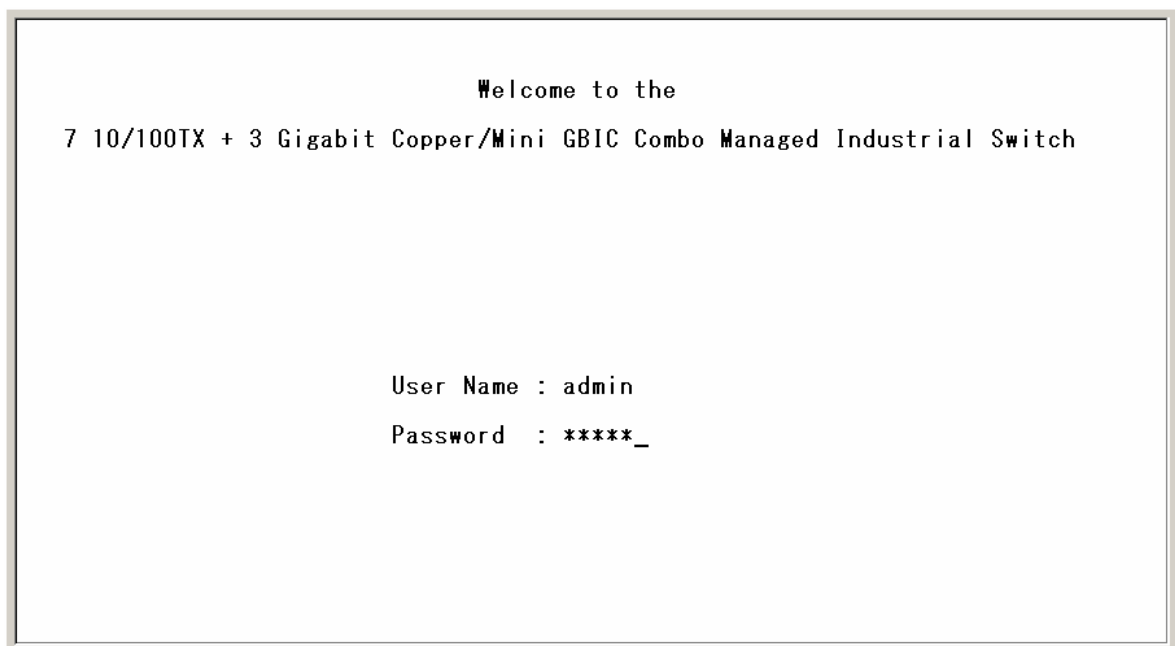 Welcome to the
7 10/100TX + 3 Gigabit Copper/Mini GBIC Combo Managed Industrial Switch
User Name : admin
Password : *****_